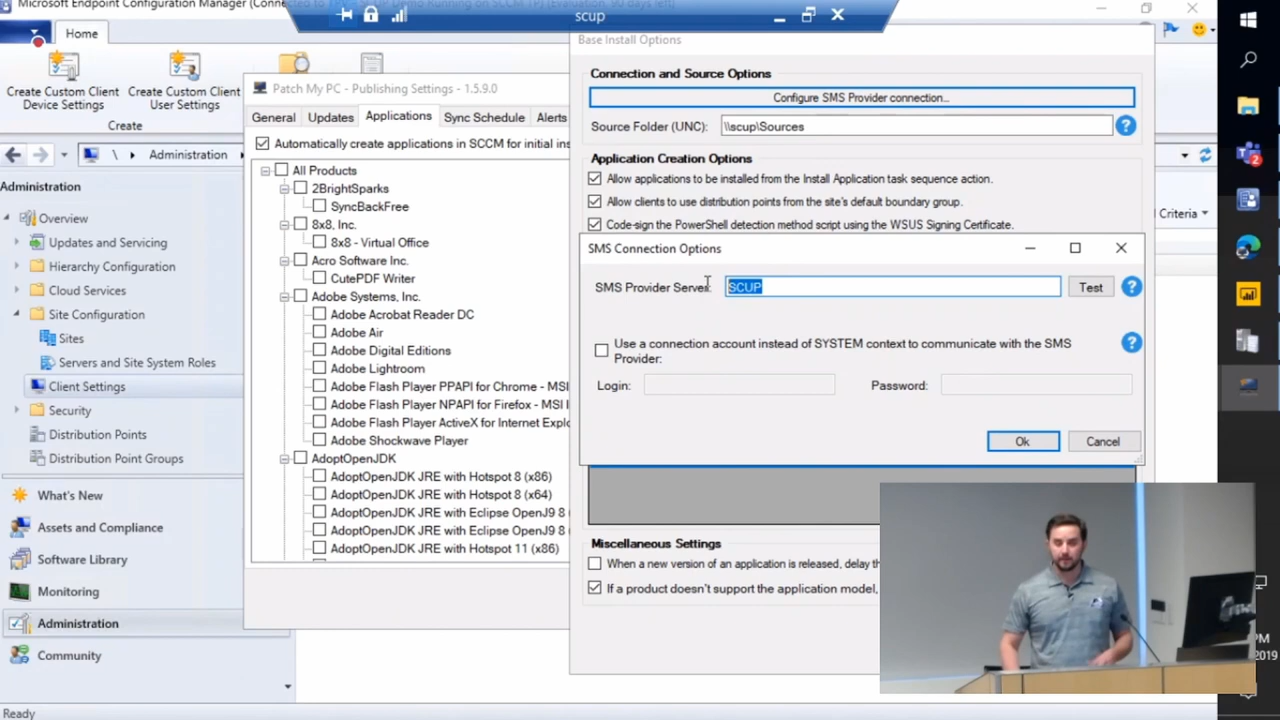 Microsoft Endpoint Configuration Manager (Connected to
scup
Home
Create Custom Client
Device Settings
Create Custom Client
User Settings
Create
\ Administration
Administration
Overview
Updates and Servicing
Hierarchy Configuration
Cloud Services
Site Configuration
Sites
Servers and Site System Roles
Client Settings
Security
Distribution Points
Distribution Point Groups
What's New
Assets and Compliance
Software Library
Monitoring
Administration
Community
Ready
Patch My PC - Publishing Settings - 1.5.9.0
General Updates Applications Sync Schedule Alerts
Automatically create applications in SCCM for initial ins
All Products
2BrightSparks
SyncBackFree
8x8, Inc.
8x8 - Virtual Office
Acro Software Inc.
CutePDF Writer
Adobe Systems, Inc.
Adobe Acrobat Reader DC
Adobe Air
Adobe Digital Editions
Adobe Lightroom
Adobe Flash Player PPAPI for Chrome - MSI
Adobe Flash Player NPAPI for Firefox - MSI I
Adobe Flash Player ActiveX for Internet Explo
Adobe Shockwave Player
AdoptOpenJDK
AdoptOpenJDK JRE with Hotspot 8 (x86)
AdoptOpenJDK JRE with Hotspot 8 (x64)
AdoptOpenJDK JRE with Eclipse OpenJ9 8
AdoptOpenJDK JRE with Eclipse OpenJ9 8
AdoptOpenJDK JRE with Hotspot 11 (x86)
Base Install Options
Connection and Source Options
Configure SMS Provider connection...
Source Folder (UNC): \\scup\Sources ?
Application Creation Options
Allow applications to be installed from the Install Application task sequence action.
Allow clients to use distribution points from the site's default boundary group.
Code-sign the PowerShell detection method script using the WSUS Signing Certificate.
SMS Connection Options
SMS Provider Server: SCUP Test ?
Use a connection account instead of SYSTEM context to communicate with the SMS
Provider: ?
Login: Password:
Ok Cancel
Miscellaneous Settings
When a new version of an application is released, delay th
If a product doesn't support the application model,
Criteria
2
PM
2019